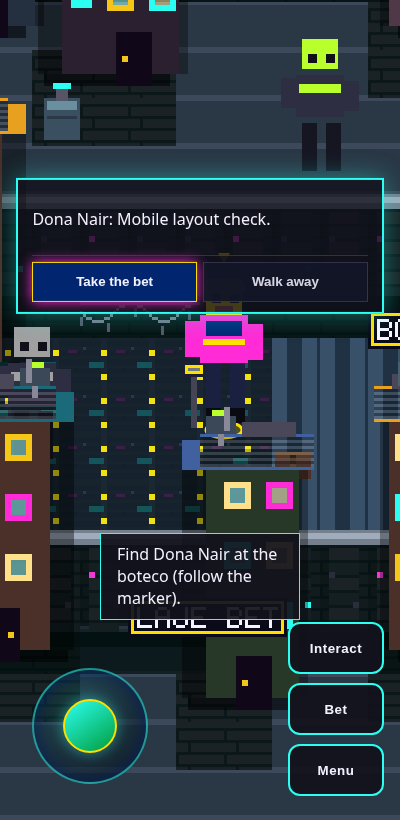 Dona Nair: Mobile layout check.
Take the bet
Walk away
Find Dona Nair at the
boteco (follow the
marker).
BET
Interact
Bet
Menu